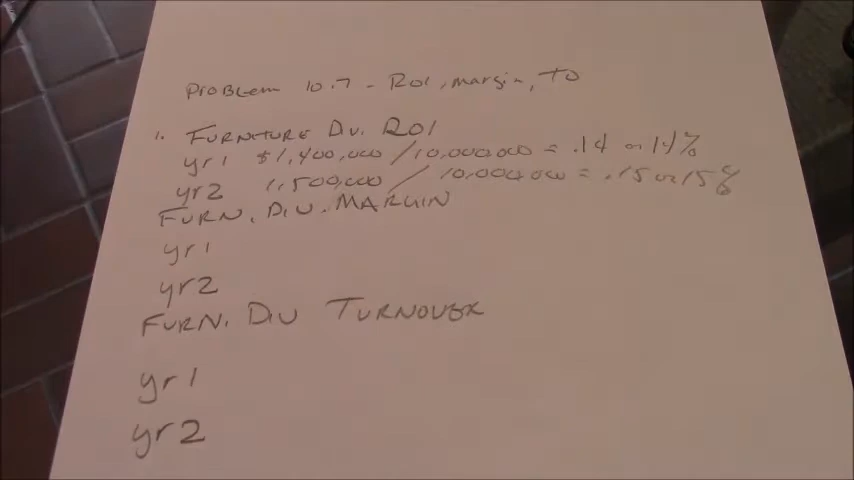 Problem 10.7 - ROI, margin, TO
1. FURNITURE DIV. ROI
yr1 $1,400,000 / 10,000,000 = .14 or 14%
yr2 1,500,000 / 10,000,000 = .15 or 15%
FURN. DIV. MARGIN
yr1
yr2
FURN. DIV TURNOVER
yr1
yr2